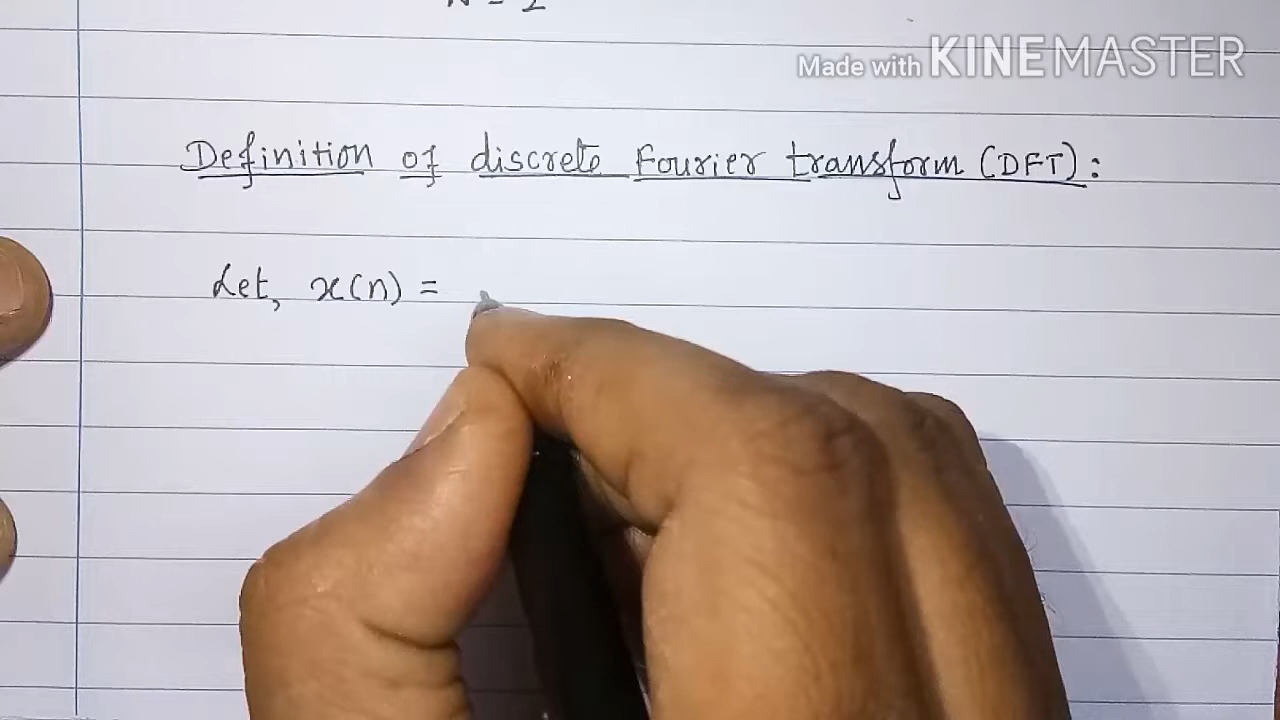 Made with KINEMASTER
Definition of discrete Fourier transform (DFT):
Let, x(n) =